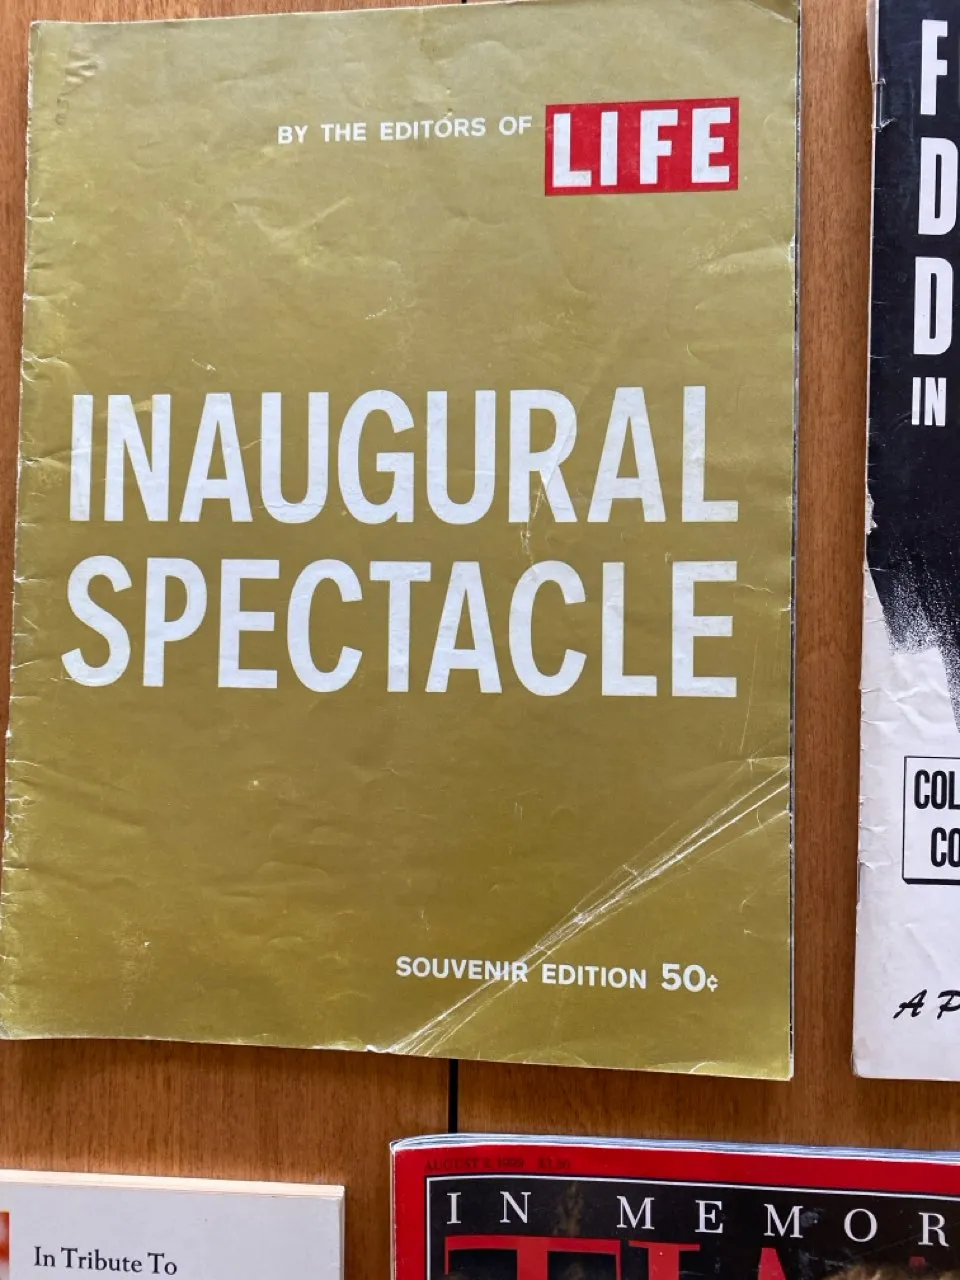 BY THE EDITORS OF LIFE
INAUGURAL
SPECTACLE
SOUVENIR EDITION 50¢
F
D
D
IN
COL
CO
A P
In Tribute To
IN MEMOR